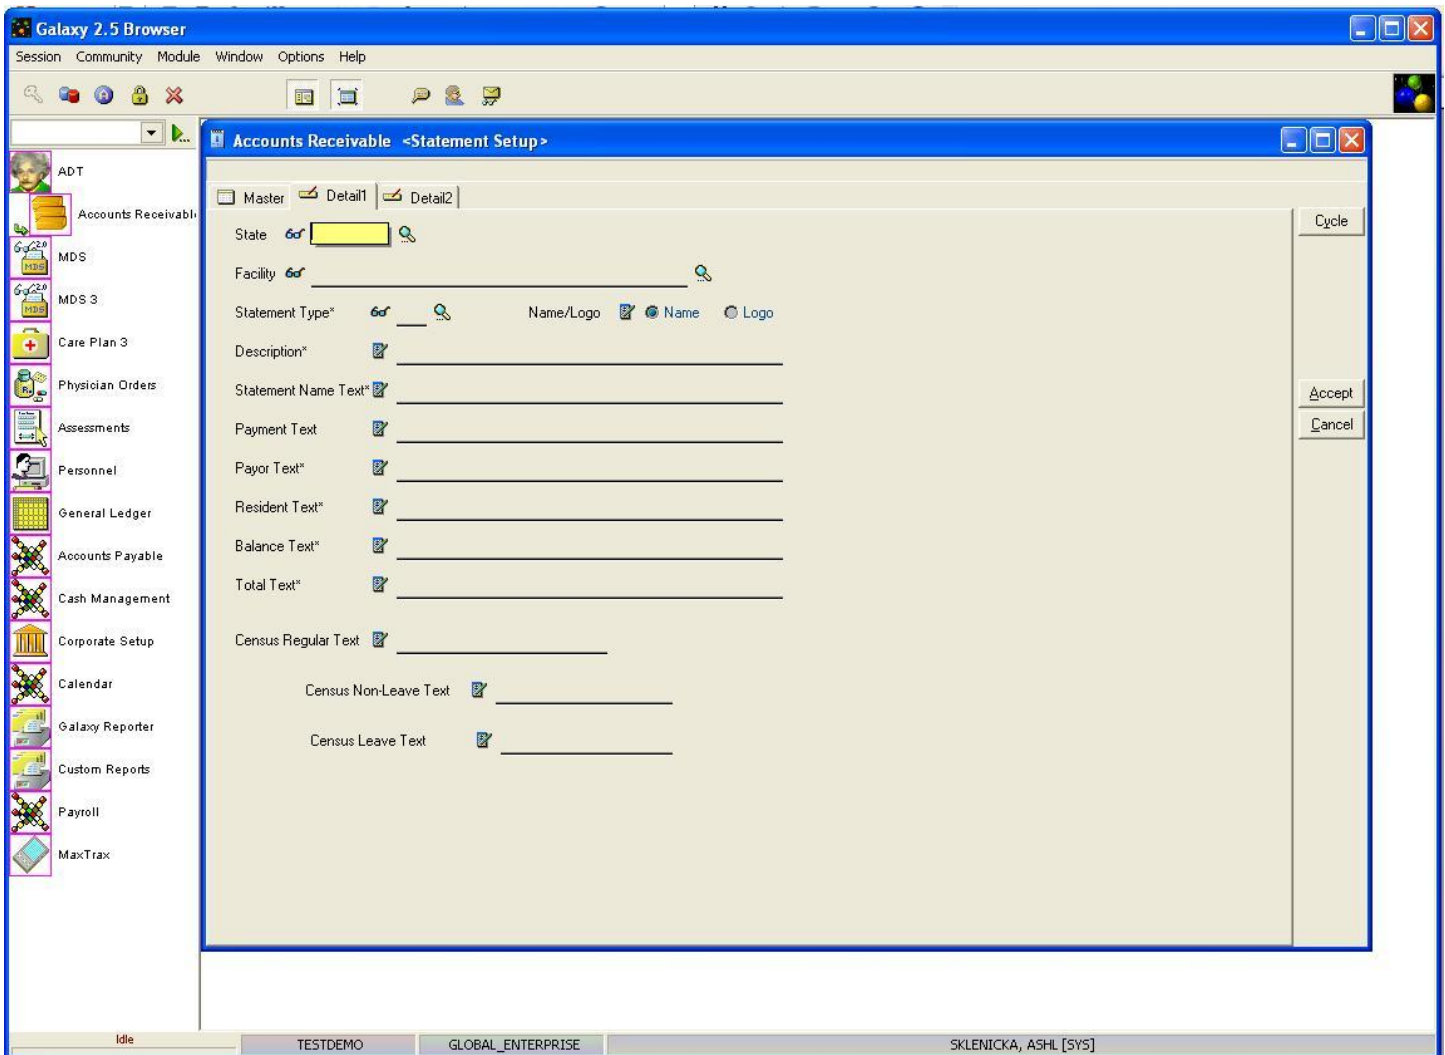 Galaxy 2.5 Browser
Session Community Module Window Options Help
Accounts Receivable <Statement Setup>
ADT
Accounts Receivabl
MDS
MDS 3
Care Plan 3
Physician Orders
Assessments
Personnel
General Ledger
Accounts Payable
Cash Management
Corporate Setup
Calendar
Galaxy Reporter
Custom Reports
Payroll
MaxTrax
Master Detail1 Detail2
State
Facility
Statement Type* Name/Logo Name Logo
Description*
Statement Name Text*
Payment Text
Payor Text*
Resident Text*
Balance Text*
Total Text*
Census Regular Text
Census Non-Leave Text
Census Leave Text
Cycle
Accept
Cancel
Idle TESTDEMO GLOBAL_ENTERPRISE SKLENICKA, ASHL [SYS]